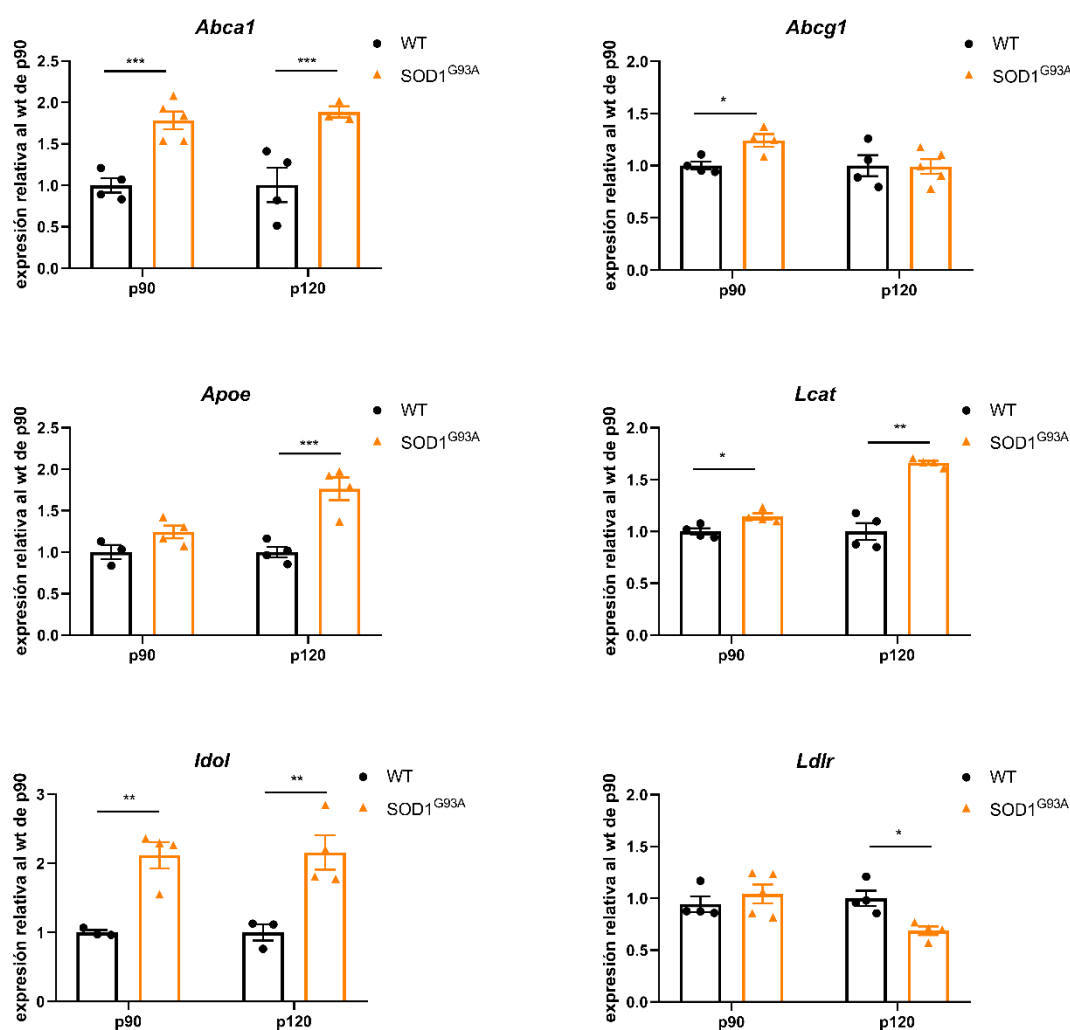 Abca1
WT
SOD1G93A
expresión relativa al wt de p90
2.5
2.0
1.5
1.0
0.5
0.0
***
***
p90
p120
Abcg1
WT
SOD1G93A
expresión relativa al wt de p90
2.0
1.5
1.0
0.5
0.0
*
p90
p120
Apoe
WT
SOD1G93A
expresión relativa al wt de p90
2.5
2.0
1.5
1.0
0.5
0.0
***
p90
p120
Lcat
WT
SOD1G93A
expresión relativa al wt de p90
2.0
1.5
1.0
0.5
0.0
*
**
p90
p120
Idol
WT
SOD1G93A
expresión relativa al wt de p90
3
2
1
0
**
**
p90
p120
Ldlr
WT
SOD1G93A
expresión relativa al wt de p90
2.0
1.5
1.0
0.5
0.0
*
p90
p120